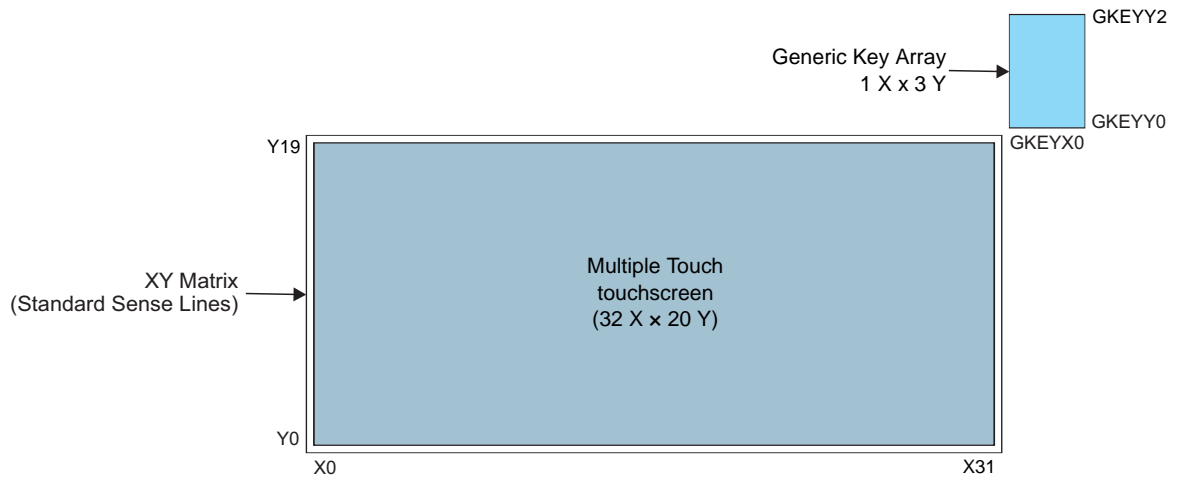 GKEYY2
Generic Key Array
1 X x 3 Y
GKEYY0
GKEYX0
Y19
Multiple Touch
touchscreen
(32 X × 20 Y)
XY Matrix
(Standard Sense Lines)
Y0
X0
X31